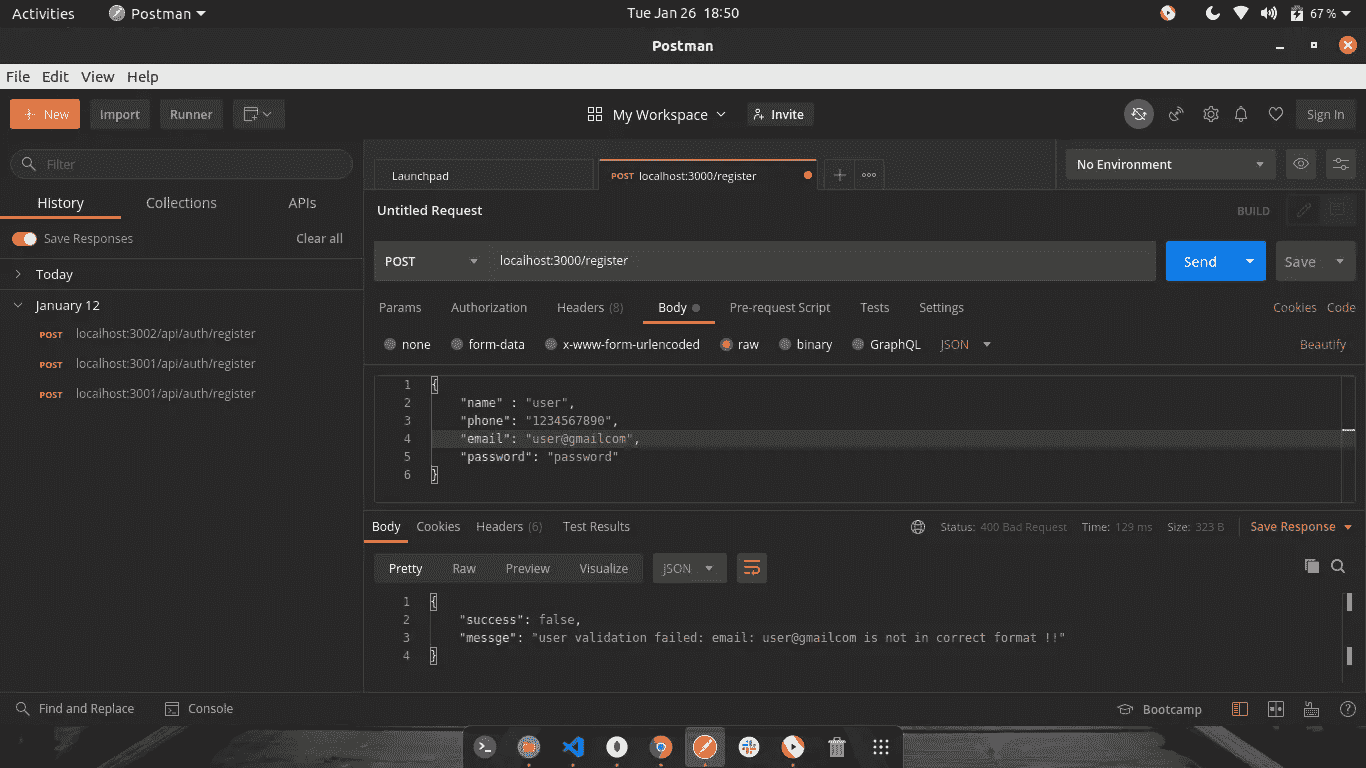 Activities Postman Tue Jan 26 18:50 67 %
Postman
File Edit View Help
New Import Runner My Workspace Invite Sign In
Filter
Launchpad POST localhost:3000/register No Environment
History Collections APIs
Untitled Request BUILD
Save Responses Clear all
POST localhost:3000/register Send Save
Today
January 12
POST localhost:3002/api/auth/register
POST localhost:3001/api/auth/register
POST localhost:3001/api/auth/register
Params Authorization Headers (8) Body Pre-request Script Tests Settings Cookies Code
none form-data x-www-form-urlencoded raw binary GraphQL JSON Beautify
1 {
2 "name" : "user",
3 "phone": "1234567890",
4 "email": "user@gmailcom",
5 "password": "password"
6 }
Body Cookies Headers (6) Test Results Status: 400 Bad Request Time: 129 ms Size: 323 B Save Response
Pretty Raw Preview Visualize JSON
1 {
2 "success": false,
3 "messge": "user validation failed: email: user@gmailcom is not in correct format !!"
4 }
Find and Replace Console Bootcamp